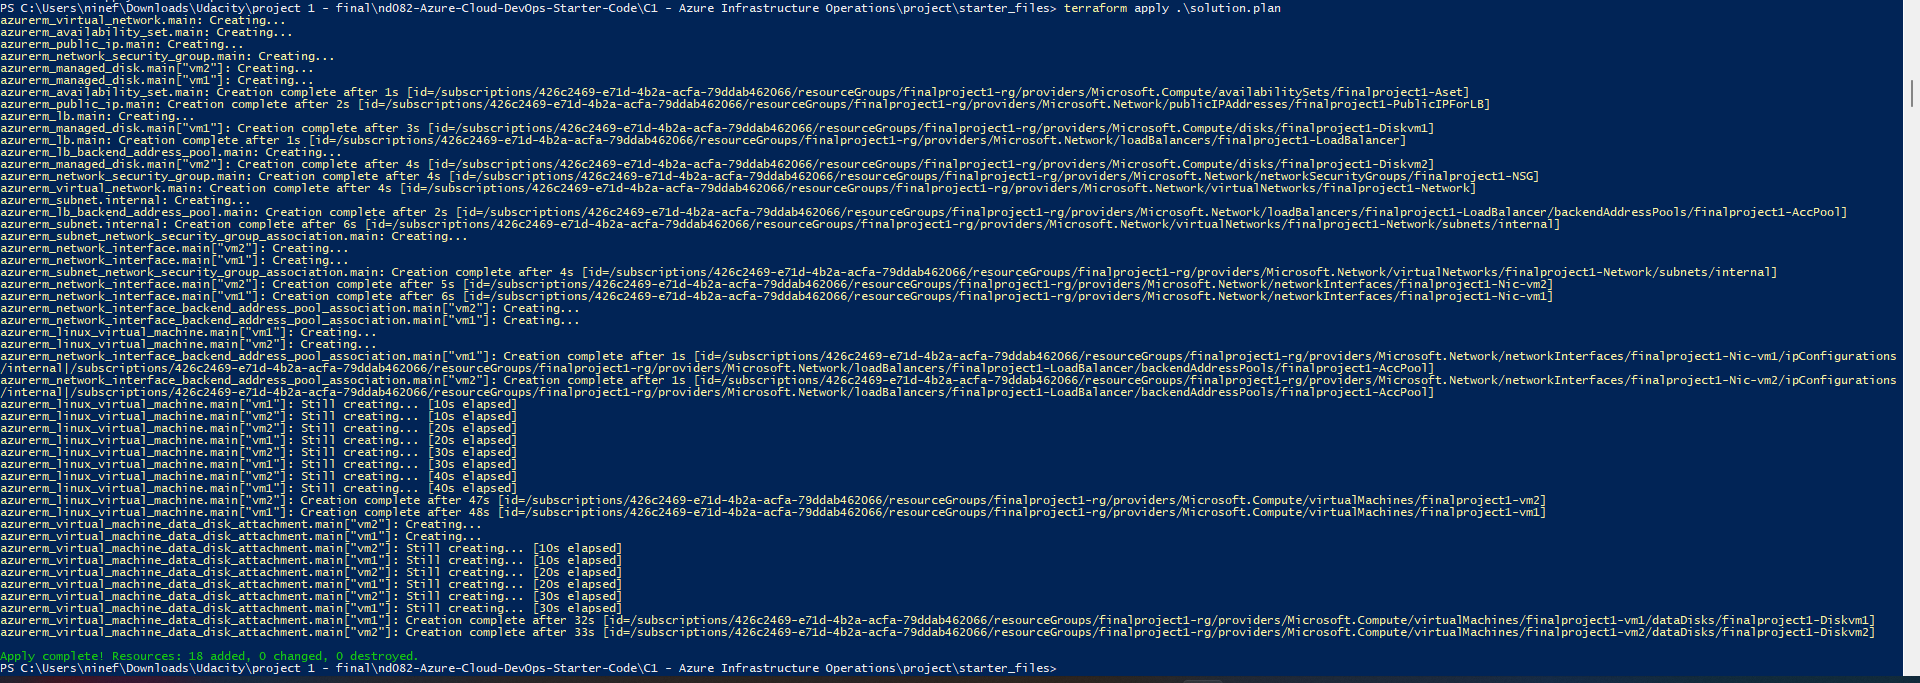 PS C:\Users\ninef\Downloads\Udacity\project 1 - final\nd082-Azure-Cloud-DevOps-Starter-Code\C1 - Azure Infrastructure Operations\project\starter_files> terraform apply .\solution.plan
azurerm_virtual_network.main: Creating...
azurerm_availability_set.main: Creating...
azurerm_public_ip.main: Creating...
azurerm_network_security_group.main: Creating...
azurerm_managed_disk.main["vm2"]: Creating...
azurerm_managed_disk.main["vm1"]: Creating...
azurerm_availability_set.main: Creation complete after 1s [id=/subscriptions/426c2469-e71d-4b2a-acfa-79ddab462066/resourceGroups/finalproject1-rg/providers/Microsoft.Compute/availabilitySets/finalproject1-Aset]
azurerm_public_ip.main: Creation complete after 2s [id=/subscriptions/426c2469-e71d-4b2a-acfa-79ddab462066/resourceGroups/finalproject1-rg/providers/Microsoft.Network/publicIPAddresses/finalproject1-PublicIPForLB]
azurerm_lb.main: Creating...
azurerm_managed_disk.main["vm1"]: Creation complete after 3s [id=/subscriptions/426c2469-e71d-4b2a-acfa-79ddab462066/resourceGroups/finalproject1-rg/providers/Microsoft.Compute/disks/finalproject1-Diskvm1]
azurerm_lb.main: Creation complete after 1s [id=/subscriptions/426c2469-e71d-4b2a-acfa-79ddab462066/resourceGroups/finalproject1-rg/providers/Microsoft.Network/loadBalancers/finalproject1-LoadBalancer]
azurerm_lb_backend_address_pool.main: Creating...
azurerm_managed_disk.main["vm2"]: Creation complete after 4s [id=/subscriptions/426c2469-e71d-4b2a-acfa-79ddab462066/resourceGroups/finalproject1-rg/providers/Microsoft.Compute/disks/finalproject1-Diskvm2]
azurerm_network_security_group.main: Creation complete after 4s [id=/subscriptions/426c2469-e71d-4b2a-acfa-79ddab462066/resourceGroups/finalproject1-rg/providers/Microsoft.Network/networkSecurityGroups/finalproject1-NSG]
azurerm_virtual_network.main: Creation complete after 4s [id=/subscriptions/426c2469-e71d-4b2a-acfa-79ddab462066/resourceGroups/finalproject1-rg/providers/Microsoft.Network/virtualNetworks/finalproject1-Network]
azurerm_subnet.internal: Creating...
azurerm_lb_backend_address_pool.main: Creation complete after 2s [id=/subscriptions/426c2469-e71d-4b2a-acfa-79ddab462066/resourceGroups/finalproject1-rg/providers/Microsoft.Network/loadBalancers/finalproject1-LoadBalancer/backendAddressPools/finalproject1-AccPool]
azurerm_subnet.internal: Creation complete after 6s [id=/subscriptions/426c2469-e71d-4b2a-acfa-79ddab462066/resourceGroups/finalproject1-rg/providers/Microsoft.Network/virtualNetworks/finalproject1-Network/subnets/internal]
azurerm_subnet_network_security_group_association.main: Creating...
azurerm_network_interface.main["vm2"]: Creating...
azurerm_network_interface.main["vm1"]: Creating...
azurerm_subnet_network_security_group_association.main: Creation complete after 4s [id=/subscriptions/426c2469-e71d-4b2a-acfa-79ddab462066/resourceGroups/finalproject1-rg/providers/Microsoft.Network/virtualNetworks/finalproject1-Network/subnets/internal]
azurerm_network_interface.main["vm2"]: Creation complete after 5s [id=/subscriptions/426c2469-e71d-4b2a-acfa-79ddab462066/resourceGroups/finalproject1-rg/providers/Microsoft.Network/networkInterfaces/finalproject1-Nic-vm2]
azurerm_network_interface.main["vm1"]: Creation complete after 6s [id=/subscriptions/426c2469-e71d-4b2a-acfa-79ddab462066/resourceGroups/finalproject1-rg/providers/Microsoft.Network/networkInterfaces/finalproject1-Nic-vm1]
azurerm_network_interface_backend_address_pool_association.main["vm2"]: Creating...
azurerm_network_interface_backend_address_pool_association.main["vm1"]: Creating...
azurerm_linux_virtual_machine.main["vm1"]: Creating...
azurerm_linux_virtual_machine.main["vm2"]: Creating...
azurerm_network_interface_backend_address_pool_association.main["vm1"]: Creation complete after 1s [id=/subscriptions/426c2469-e71d-4b2a-acfa-79ddab462066/resourceGroups/finalproject1-rg/providers/Microsoft.Network/networkInterfaces/finalproject1-Nic-vm1/ipConfigurations
/internal|/subscriptions/426c2469-e71d-4b2a-acfa-79ddab462066/resourceGroups/finalproject1-rg/providers/Microsoft.Network/loadBalancers/finalproject1-LoadBalancer/backendAddressPools/finalproject1-AccPool]
azurerm_network_interface_backend_address_pool_association.main["vm2"]: Creation complete after 1s [id=/subscriptions/426c2469-e71d-4b2a-acfa-79ddab462066/resourceGroups/finalproject1-rg/providers/Microsoft.Network/networkInterfaces/finalproject1-Nic-vm2/ipConfigurations
/internal|/subscriptions/426c2469-e71d-4b2a-acfa-79ddab462066/resourceGroups/finalproject1-rg/providers/Microsoft.Network/loadBalancers/finalproject1-LoadBalancer/backendAddressPools/finalproject1-AccPool]
azurerm_linux_virtual_machine.main["vm1"]: Still creating... [10s elapsed]
azurerm_linux_virtual_machine.main["vm2"]: Still creating... [10s elapsed]
azurerm_linux_virtual_machine.main["vm2"]: Still creating... [20s elapsed]
azurerm_linux_virtual_machine.main["vm1"]: Still creating... [20s elapsed]
azurerm_linux_virtual_machine.main["vm2"]: Still creating... [30s elapsed]
azurerm_linux_virtual_machine.main["vm1"]: Still creating... [30s elapsed]
azurerm_linux_virtual_machine.main["vm2"]: Still creating... [40s elapsed]
azurerm_linux_virtual_machine.main["vm1"]: Still creating... [40s elapsed]
azurerm_linux_virtual_machine.main["vm2"]: Creation complete after 47s [id=/subscriptions/426c2469-e71d-4b2a-acfa-79ddab462066/resourceGroups/finalproject1-rg/providers/Microsoft.Compute/virtualMachines/finalproject1-vm2]
azurerm_linux_virtual_machine.main["vm1"]: Creation complete after 48s [id=/subscriptions/426c2469-e71d-4b2a-acfa-79ddab462066/resourceGroups/finalproject1-rg/providers/Microsoft.Compute/virtualMachines/finalproject1-vm1]
azurerm_virtual_machine_data_disk_attachment.main["vm2"]: Creating...
azurerm_virtual_machine_data_disk_attachment.main["vm1"]: Creating...
azurerm_virtual_machine_data_disk_attachment.main["vm2"]: Still creating... [10s elapsed]
azurerm_virtual_machine_data_disk_attachment.main["vm1"]: Still creating... [10s elapsed]
azurerm_virtual_machine_data_disk_attachment.main["vm2"]: Still creating... [20s elapsed]
azurerm_virtual_machine_data_disk_attachment.main["vm1"]: Still creating... [20s elapsed]
azurerm_virtual_machine_data_disk_attachment.main["vm2"]: Still creating... [30s elapsed]
azurerm_virtual_machine_data_disk_attachment.main["vm1"]: Still creating... [30s elapsed]
azurerm_virtual_machine_data_disk_attachment.main["vm1"]: Creation complete after 32s [id=/subscriptions/426c2469-e71d-4b2a-acfa-79ddab462066/resourceGroups/finalproject1-rg/providers/Microsoft.Compute/virtualMachines/finalproject1-vm1/dataDisks/finalproject1-Diskvm1]
azurerm_virtual_machine_data_disk_attachment.main["vm2"]: Creation complete after 33s [id=/subscriptions/426c2469-e71d-4b2a-acfa-79ddab462066/resourceGroups/finalproject1-rg/providers/Microsoft.Compute/virtualMachines/finalproject1-vm2/dataDisks/finalproject1-Diskvm2]
Apply complete! Resources: 18 added, 0 changed, 0 destroyed.
PS C:\Users\ninef\Downloads\Udacity\project 1 - final\nd082-Azure-Cloud-DevOps-Starter-Code\C1 - Azure Infrastructure Operations\project\starter_files>